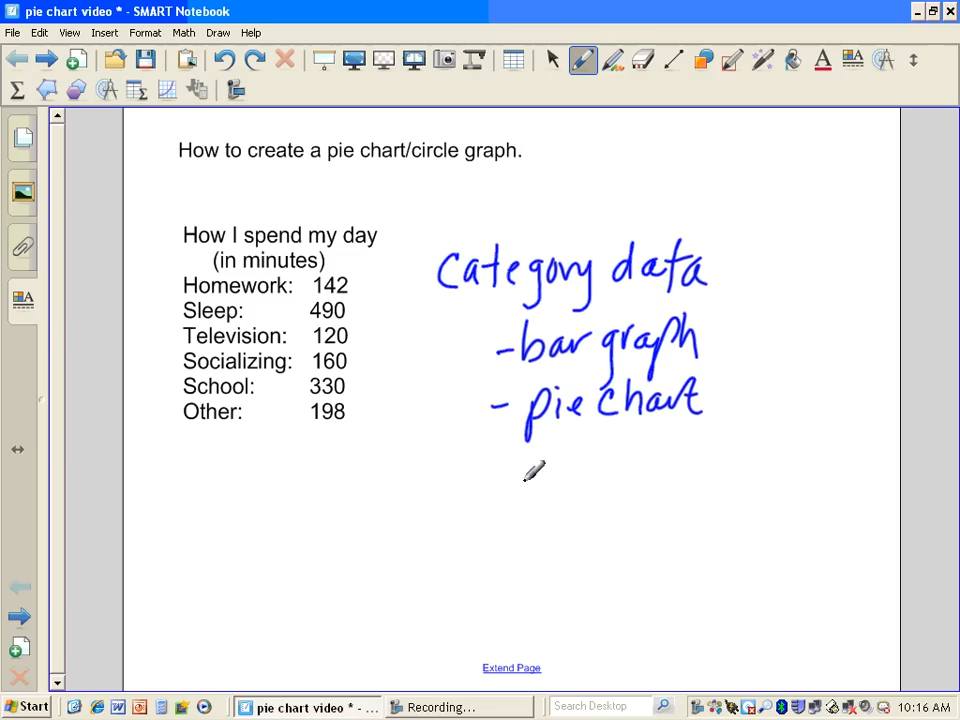 pie chart video * - SMART Notebook
File Edit View Insert Format Math Draw Help
How to create a pie chart/circle graph.
How I spend my day
(in minutes)
Homework: 142
Sleep: 490
Television: 120
Socializing: 160
School: 330
Other: 198
category data
- bar graph
- pie chart
Extend Page
Start pie chart video * - ... Recording... Search Desktop 10:16 AM